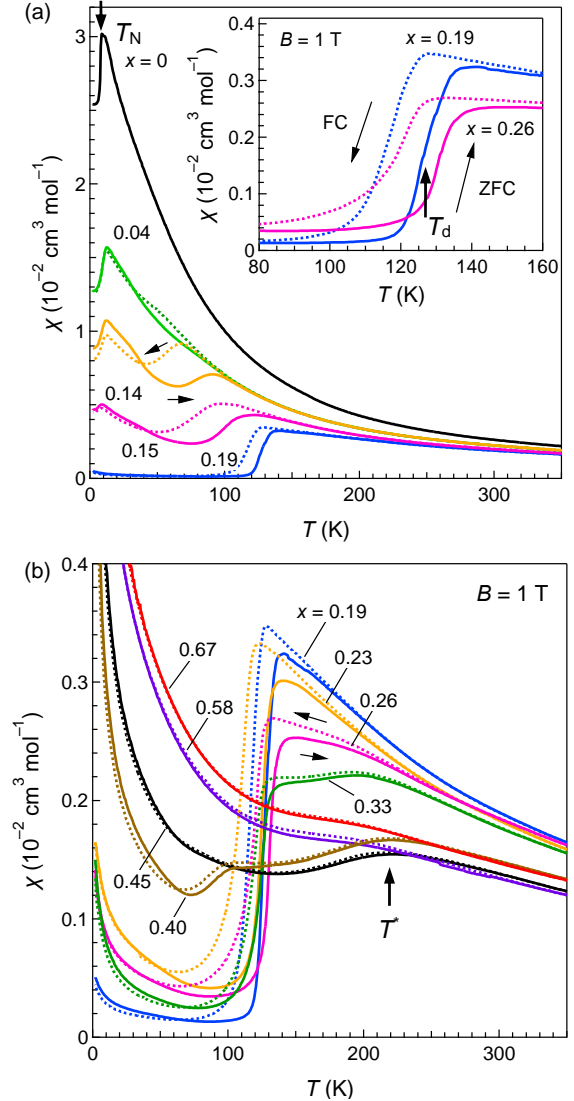 (a)
T_N
x = 0
3
2
1
0
χ (10⁻² cm³ mol⁻¹)
0.04
0.14
0.15
0.19
0
100
200
300
T (K)
B = 1 T
x = 0.19
FC
x = 0.26
ZFC
T_d
0.4
0.3
0.2
0.1
0
χ (10⁻² cm³ mol⁻¹)
80
100
120
140
160
T (K)
(b)
B = 1 T
0.4
0.3
0.2
0.1
0
χ (10⁻² cm³ mol⁻¹)
x = 0.19
0.23
0.26
0.33
0.67
0.58
0.45
0.40
T*
0
100
200
300
T (K)